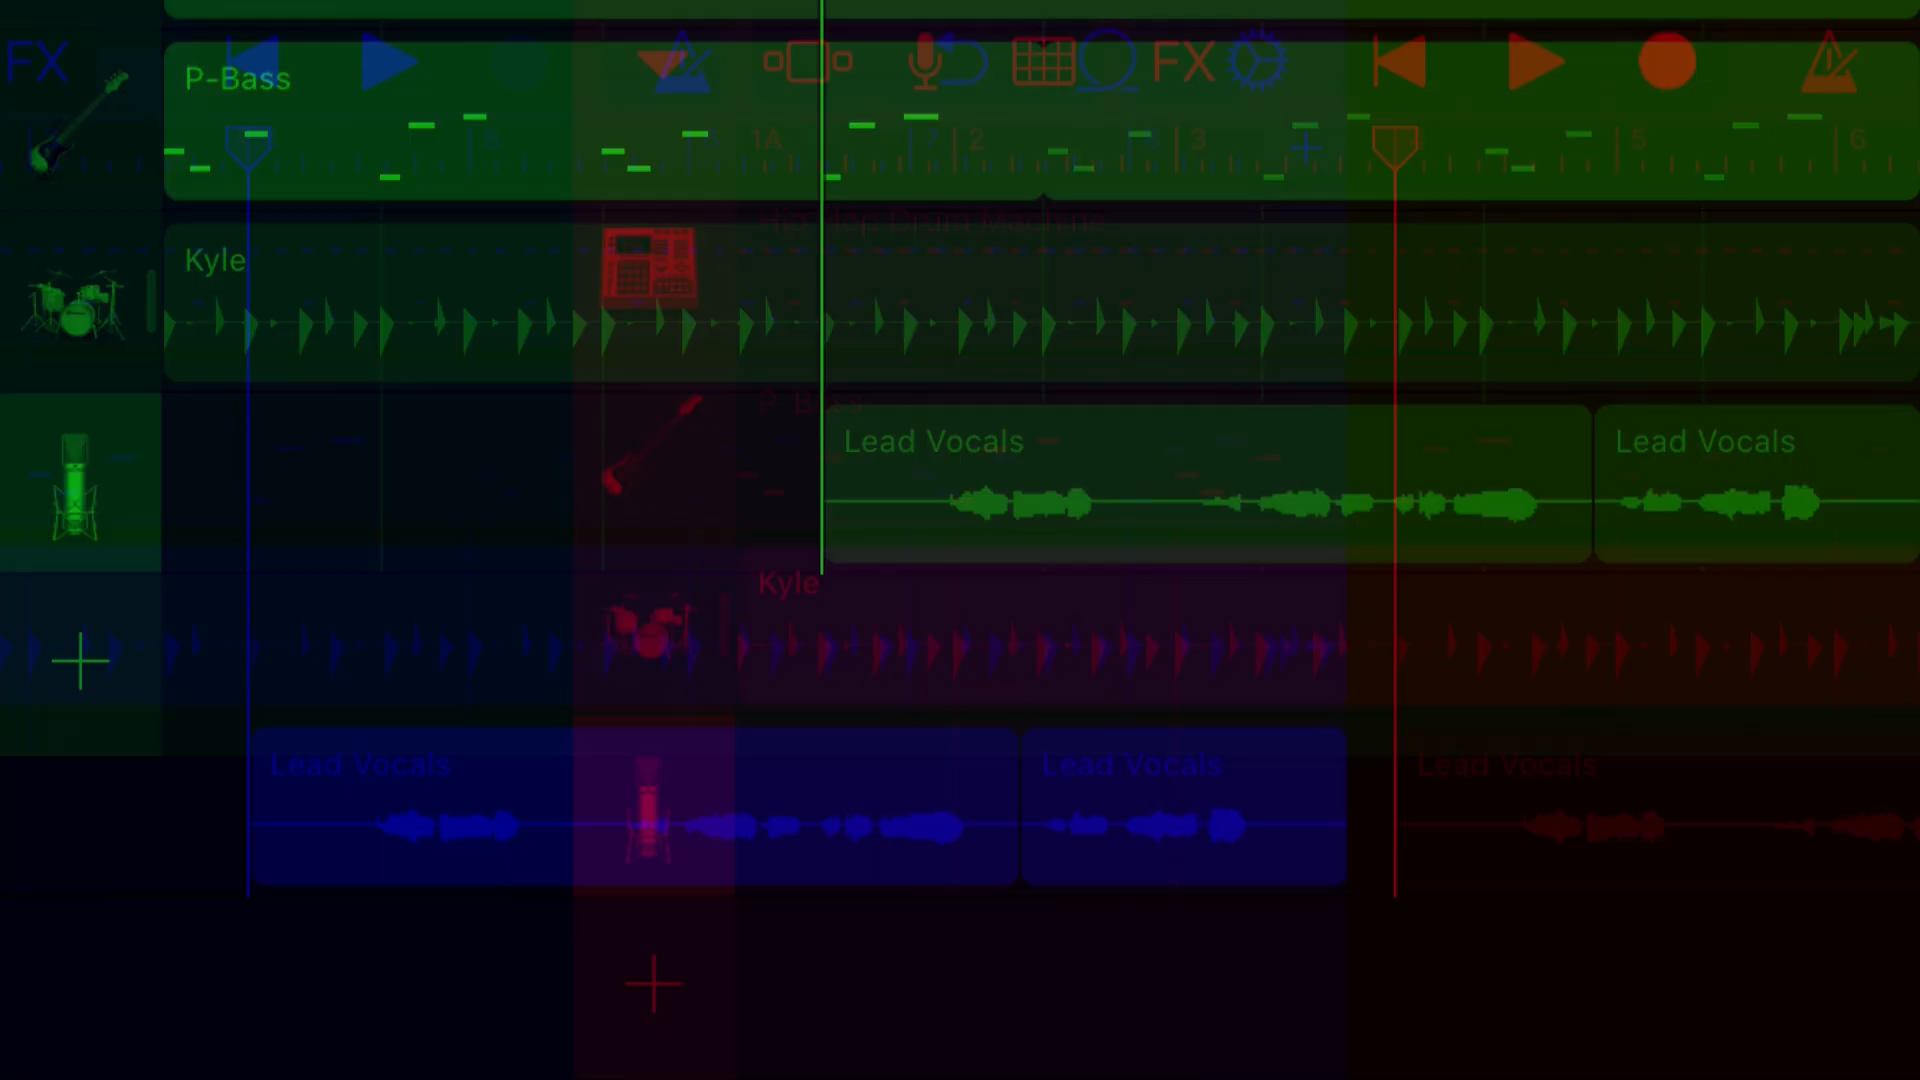 FX
FX
P-Bass
1A
2
3
5
6
Hip Hop Drum Machine
Kyle
P-Bass
Lead Vocals
Lead Vocals
Kyle
Lead Vocals
Lead Vocals
Lead Vocals